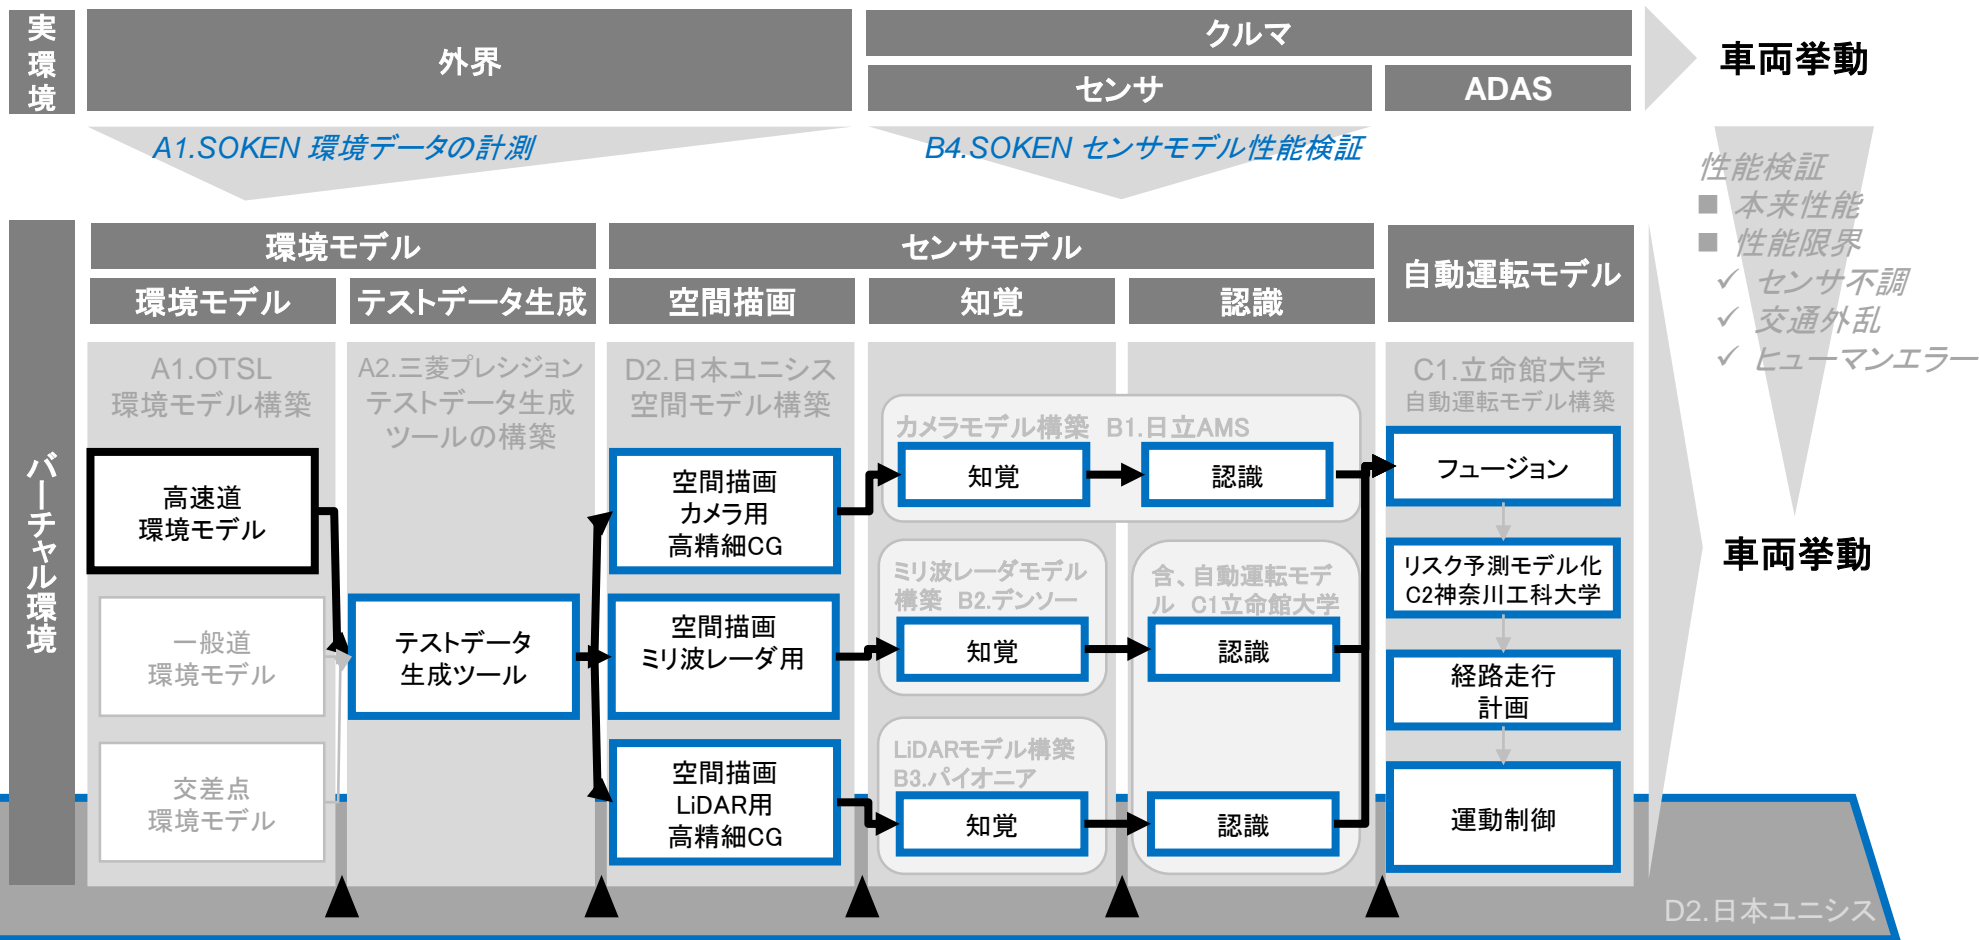 実
環
境
外界
クルマ
センサ
ADAS
車両挙動
A1.SOKEN 環境データの計測
B4.SOKEN センサモデル性能検証
性能検証
■ 本来性能
■ 性能限界
✓ センサ不調
✓ 交通外乱
✓ ヒューマンエラー
車両挙動
バーチャル環境
環境モデル
センサモデル
自動運転モデル
環境モデル
テストデータ生成
空間描画
知覚
認識
A1.OTSL
環境モデル構築
高速道
環境モデル
一般道
環境モデル
交差点
環境モデル
A2.三菱プレシジョン
テストデータ生成
ツールの構築
テストデータ
生成ツール
D2.日本ユニシス
空間モデル構築
空間描画
カメラ用
高精細CG
空間描画
ミリ波レーダ用
空間描画
LiDAR用
高精細CG
カメラモデル構築 B1.日立AMS
知覚
認識
ミリ波レーダモデル
構築 B2.デンソー
知覚
含、自動運転モデ
ル C1立命館大学
認識
LiDARモデル構築
B3.パイオニア
知覚
認識
C1.立命館大学
自動運転モデル構築
フュージョン
リスク予測モデル化
C2神奈川工科大学
経路走行
計画
運動制御
D2.日本ユニシス